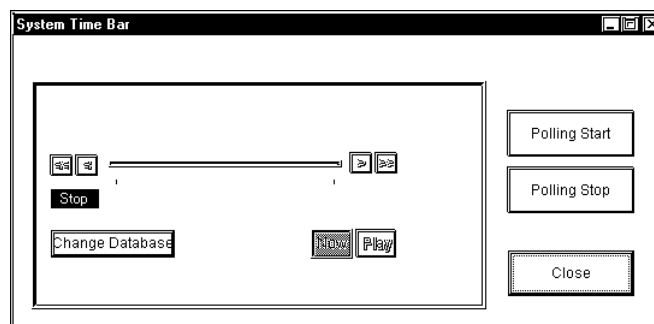 System Time Bar
Polling Start
<< < > >>
Polling Stop
Stop
Change Database Now Play
Close